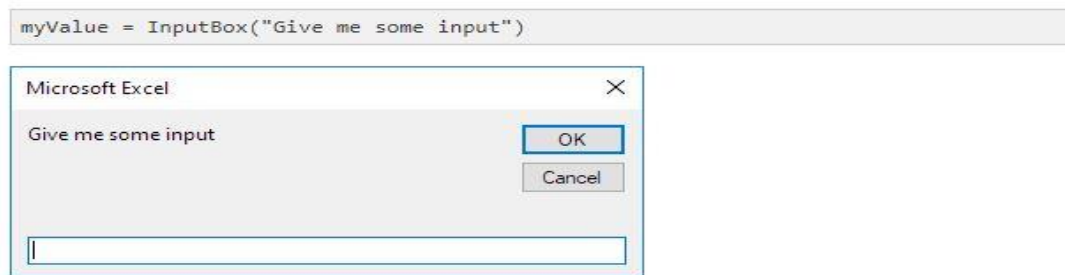 myValue = InputBox("Give me some input")
Microsoft Excel
Give me some input
OK
Cancel